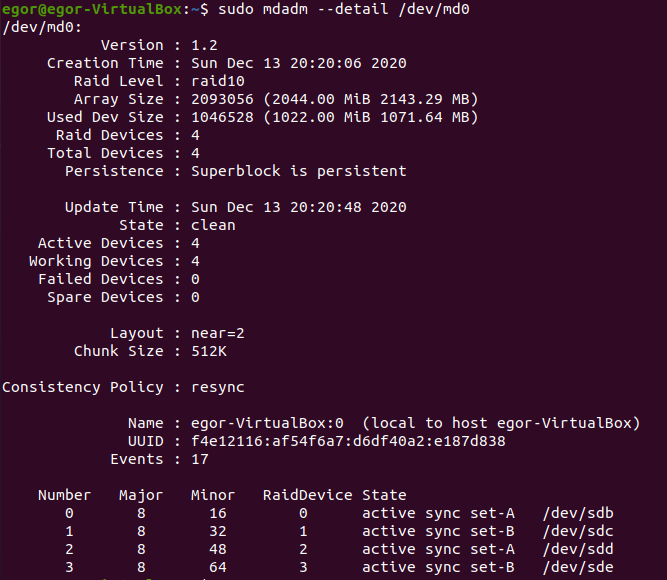 egor@egor-VirtualBox:~$ sudo mdadm --detail /dev/md0
/dev/md0:
Version : 1.2
Creation Time : Sun Dec 13 20:20:06 2020
Raid Level : raid10
Array Size : 2093056 (2044.00 MiB 2143.29 MB)
Used Dev Size : 1046528 (1022.00 MiB 1071.64 MB)
Raid Devices : 4
Total Devices : 4
Persistence : Superblock is persistent
Update Time : Sun Dec 13 20:20:48 2020
State : clean
Active Devices : 4
Working Devices : 4
Failed Devices : 0
Spare Devices : 0
Layout : near=2
Chunk Size : 512K
Consistency Policy : resync
Name : egor-VirtualBox:0 (local to host egor-VirtualBox)
UUID : f4e12116:af54f6a7:d6df40a2:e187d838
Events : 17
Number Major Minor RaidDevice State
0 8 16 0 active sync set-A /dev/sdb
1 8 32 1 active sync set-B /dev/sdc
2 8 48 2 active sync set-A /dev/sdd
3 8 64 3 active sync set-B /dev/sde